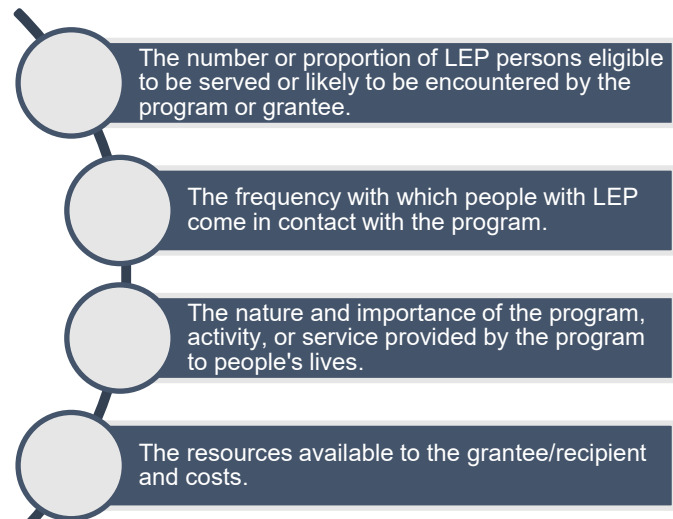 The number or proportion of LEP persons eligible
to be served or likely to be encountered by the
program or grantee.
The frequency with which people with LEP
come in contact with the program.
The nature and importance of the program,
activity, or service provided by the program
to people's lives.
The resources available to the grantee/recipient
and costs.